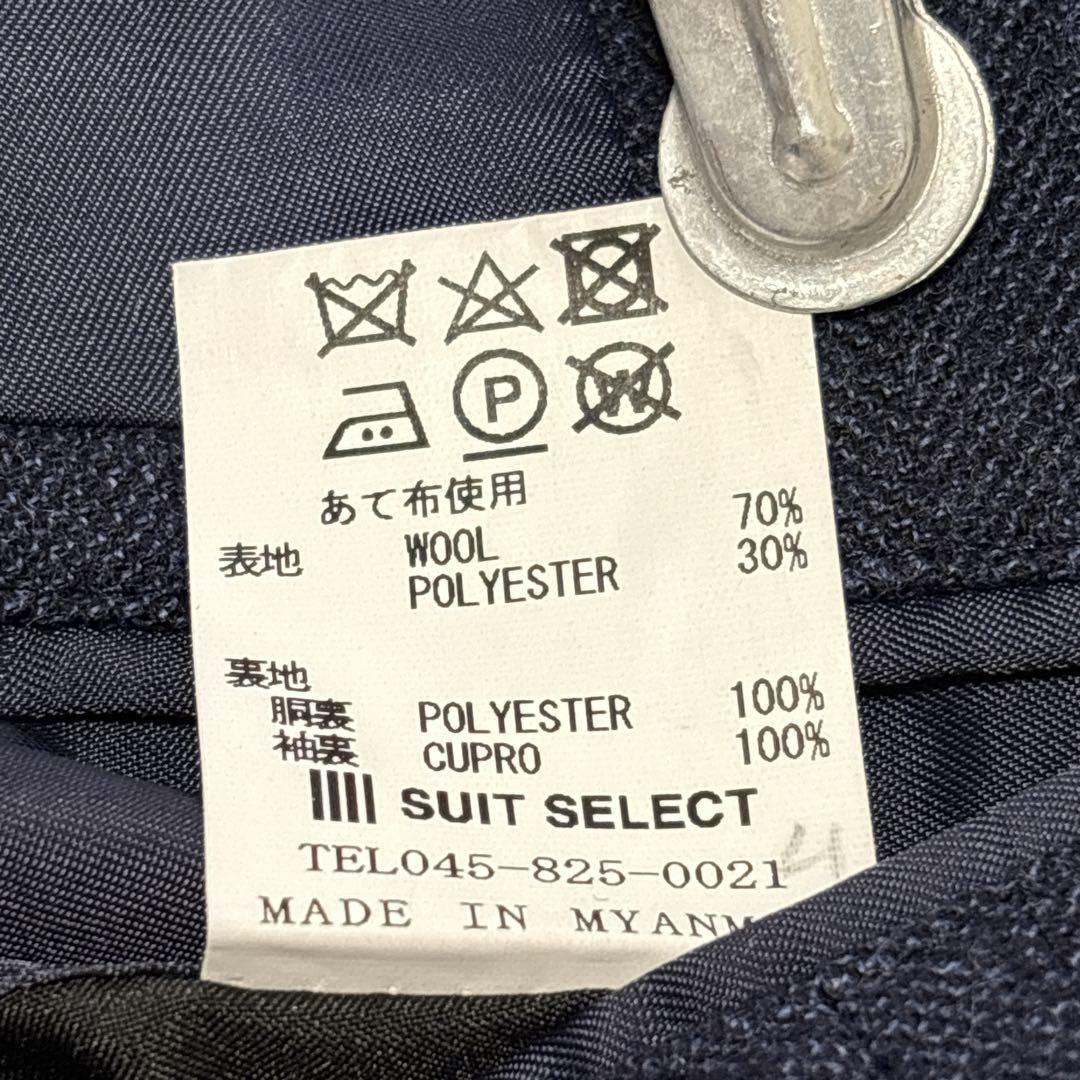 P W
あて布使用
70%
表地 WOOL 30%
POLYESTER
裏地
胴裏 POLYESTER 100%
袖裏 CUPRO 100%
SUIT SELECT
TEL045-825-0021
4
MADE IN